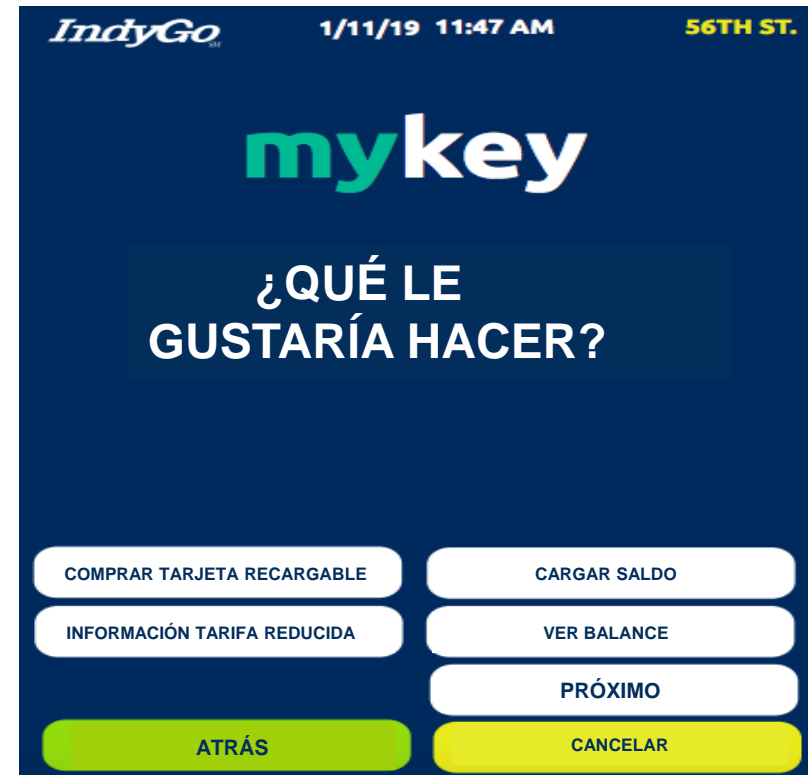 IndyGo SM 1/11/19 11:47 AM 56TH ST.
mykey
¿QUÉ LE
GUSTARÍA HACER?
COMPRAR TARJETA RECARGABLE CARGAR SALDO
INFORMACIÓN TARIFA REDUCIDA VER BALANCE
PRÓXIMO
ATRÁS CANCELAR